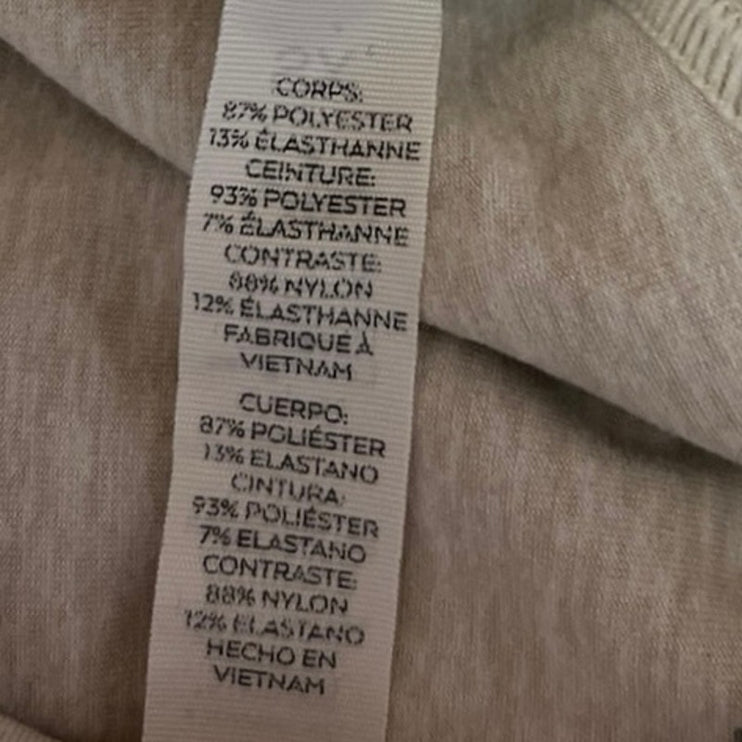 CORPS:
87% POLYESTER
13% ÉLASTHANNE
CEINTURE:
93% POLYESTER
7% ÉLASTHANNE
CONTRASTE:
88% NYLON
12% ÉLASTHANNE
FABRIQUÉ À
VIETNAM
CUERPO:
87% POLIÉSTER
13% ELASTANO
CINTURA:
93% POLIÉSTER
7% ELASTANO
CONTRASTE:
88% NYLON
12% ELASTANO
HECHO EN
VIETNAM